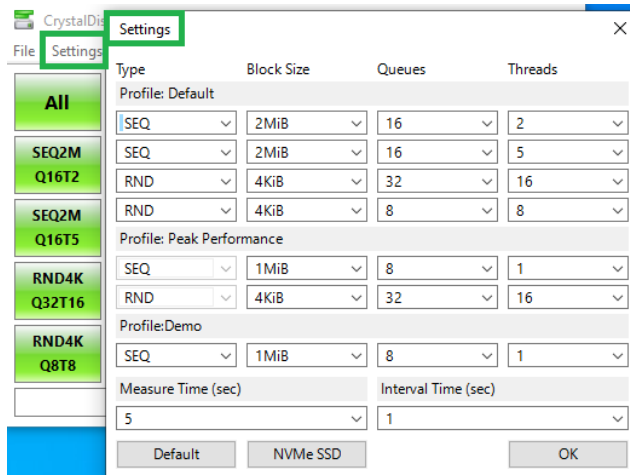 CrystalDis
Settings
File Settings
Type Block Size Queues Threads
All
Profile: Default
SEQ 2MiB 16 2
SEQ2M
Q16T2
SEQ 2MiB 16 5
RND 4KiB 32 16
SEQ2M
Q16T5
RND 4KiB 8 8
Profile: Peak Performance
RND4K
Q32T16
SEQ 1MiB 8 1
RND 4KiB 32 16
Profile:Demo
RND4K
Q8T8
SEQ 1MiB 8 1
Measure Time (sec) Interval Time (sec)
5 1
Default NVMe SSD OK